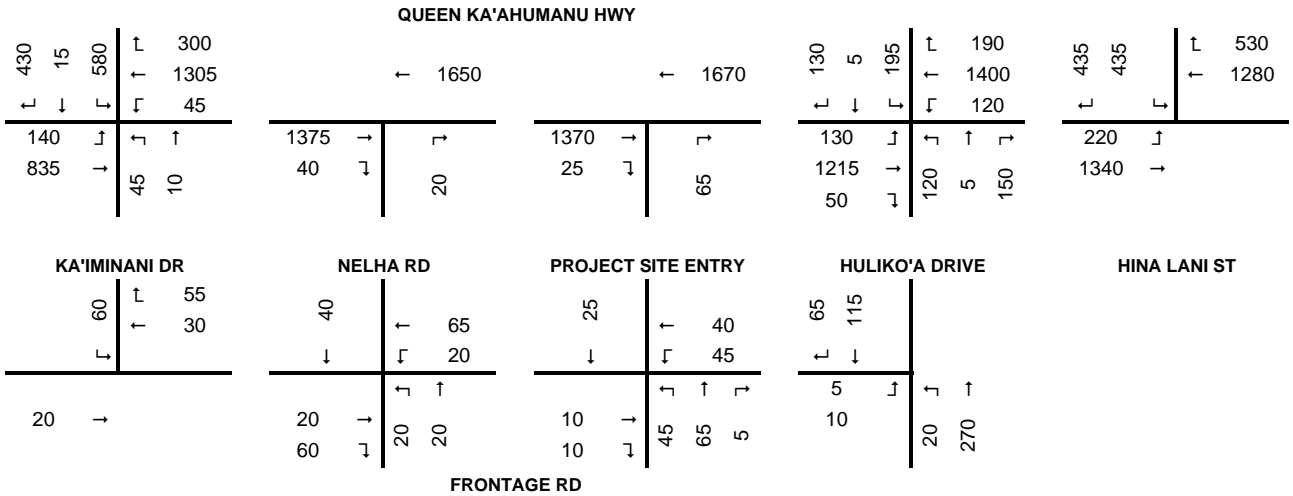 QUEEN KA'AHUMANU HWY
430 15 580 ↰ 300
← 1305
↵ ↓ ↳ ↲ 45
140 ↥ ↰ ↑
835 → 45 10
← 1650
1375 → ↱
40 ↴ 20
← 1670
1370 → ↱
25 ↴ 65
130 5 195 ↰ 190
← 1400
↵ ↓ ↳ ↲ 120
130 ↥ ↰ ↑ ↱
1215 → 120 5 150
50 ↴
435 435 ↰ 530
← 1280
↵ ↳
220 ↥
1340 →
KA'IMINANI DR
NELHA RD
PROJECT SITE ENTRY
HULIKO'A DRIVE
HINA LANI ST
60 ↰ 55
← 30
↳
20 →
40 ← 65
↓ ↲ 20
↰ ↑
20 → 20 20
60 ↴
25 ← 40
↓ ↲ 45
↰ ↑ ↱
10 → 45 65 5
10 ↴
65 115
↵ ↓
5 ↥ ↰ ↑
10 20 270
FRONTAGE RD